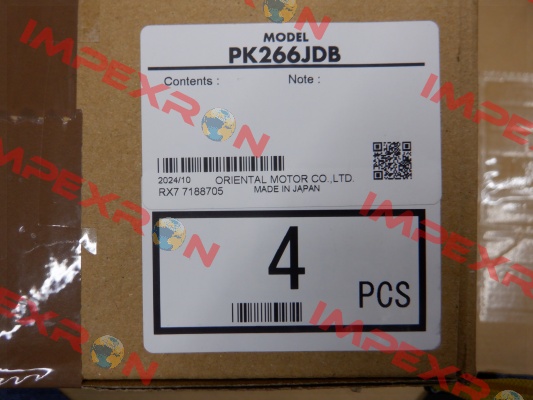 MODEL
PK266JDB
Contents :
Note :
2024/10
ORIENTAL MOTOR CO.,LTD.
RX7 7188705
MADE IN JAPAN
4
PCS
IMPEXRON
IMPEXRON
IMPEXRON
IMPEXRON
IMPEXRON